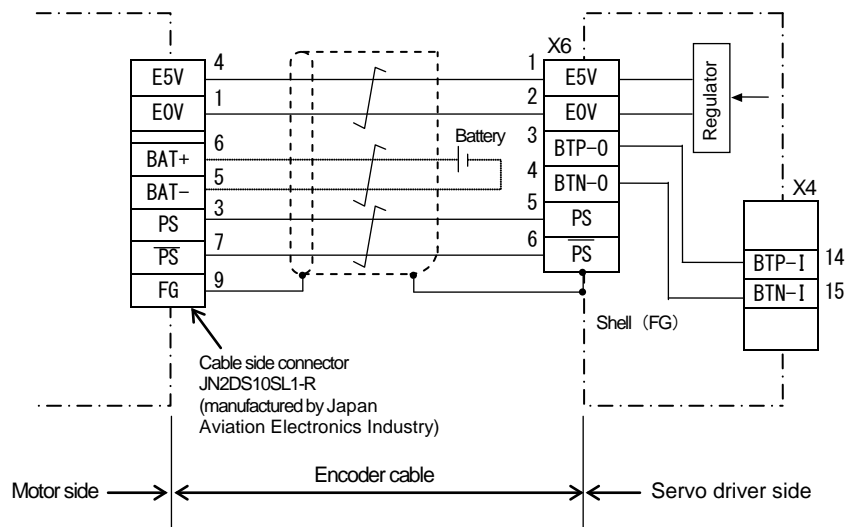 X6
4 1
E5V E5V
1 2
E0V E0V
Regulator
6 3
BAT+ Battery BTP-0
5 4
BAT- BTN-0
X4
3 5
PS PS
7 6
P̅S̅ P̅S̅
BTP-I 14
9
FG BTN-I 15
Shell (FG)
Cable side connector
JN2DS10SL1-R
(manufactured by Japan
Aviation Electronics Industry)
Motor side Encoder cable Servo driver side